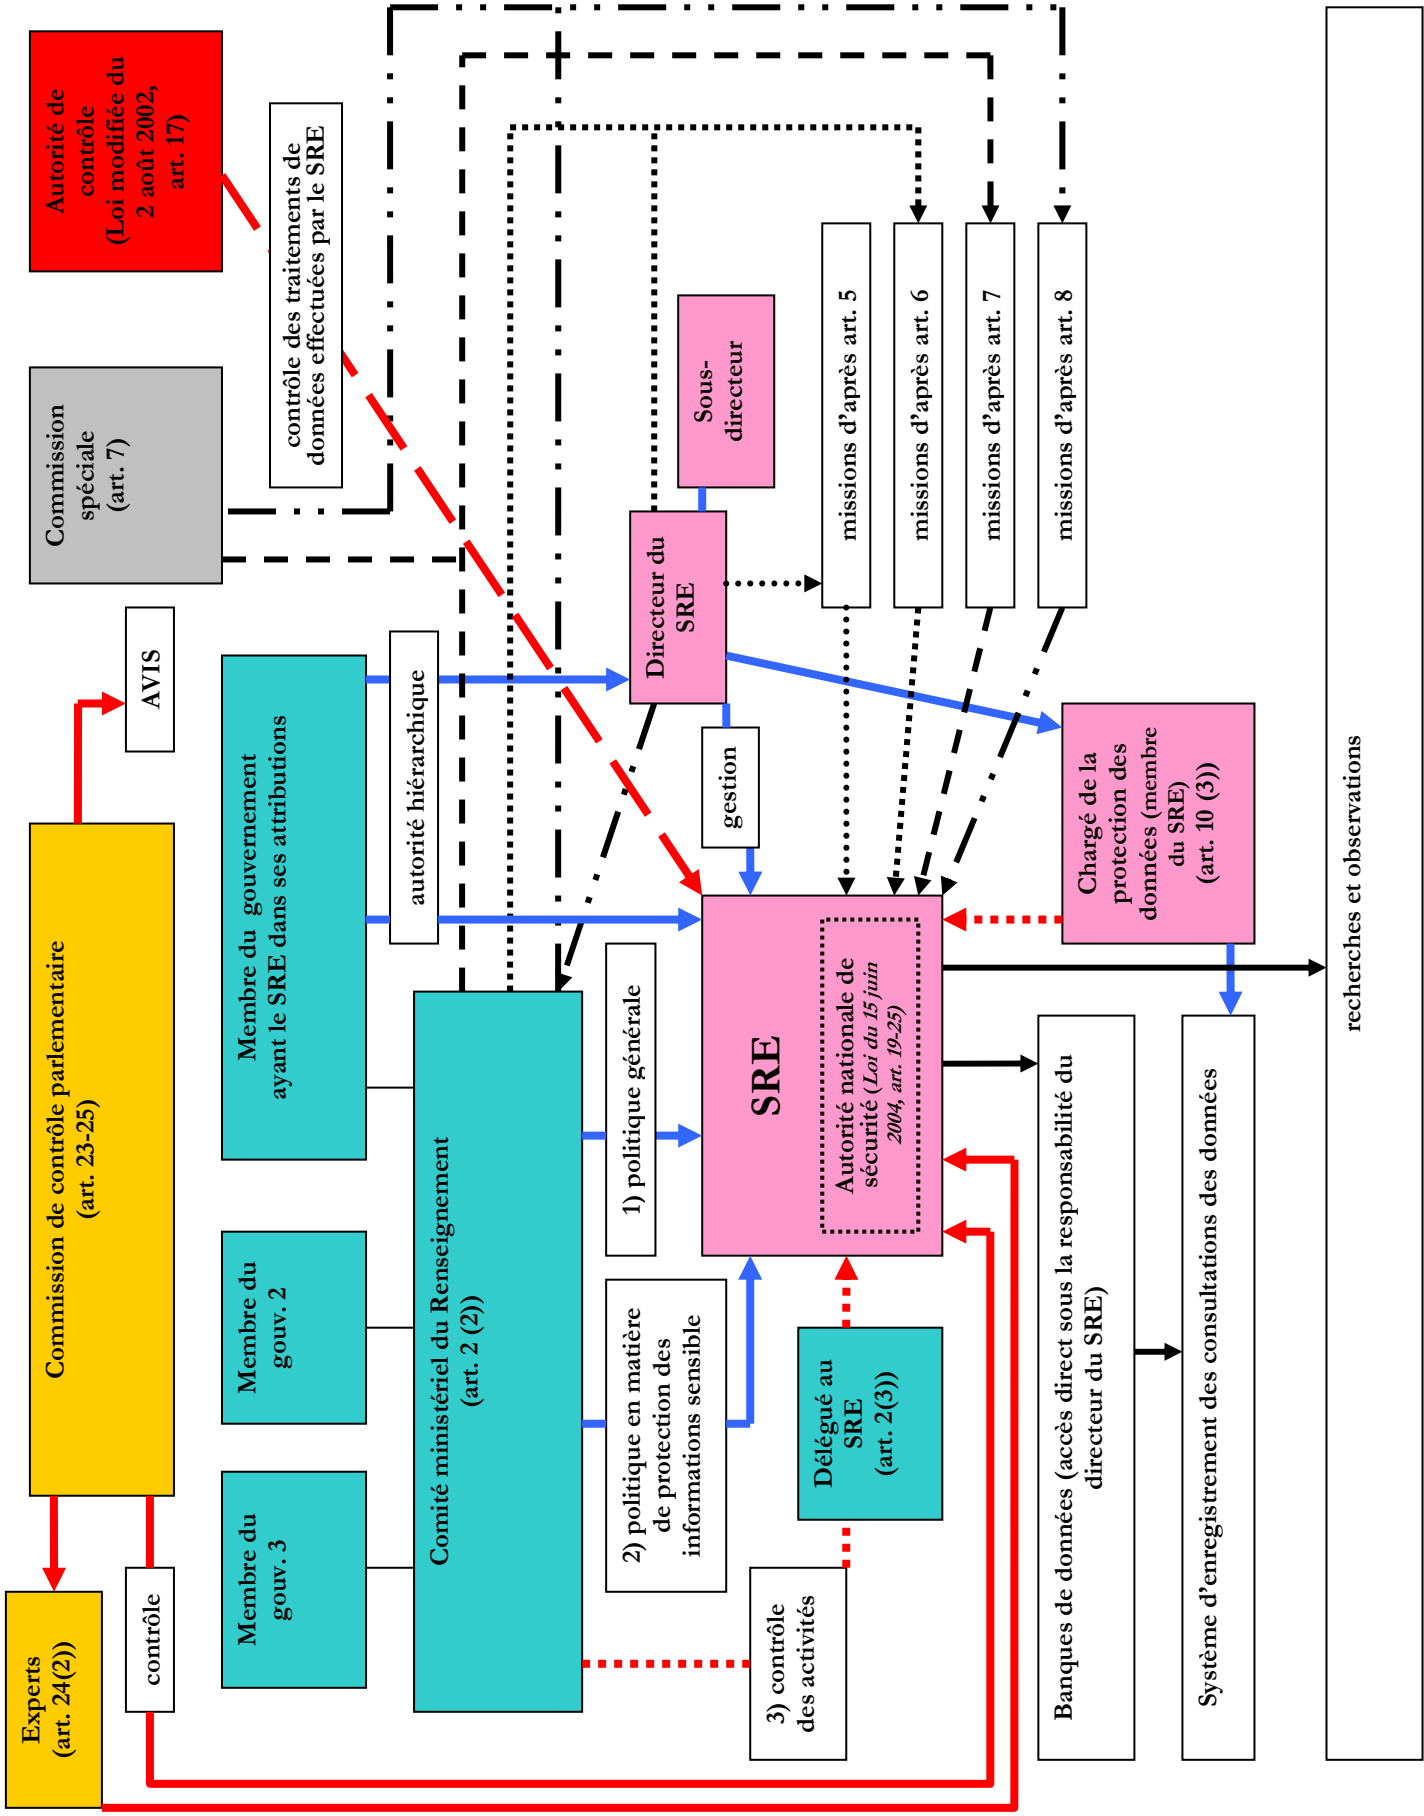 Experts
(art. 24(2))
Commission de contrôle parlementaire
(art. 23-25)
Commission
spéciale
(art. 7)
Autorité de
contrôle
(Loi modifiée du
2 août 2002,
art. 17)
contrôle
AVIS
Membre du
gouv. 3
Membre du
gouv. 2
Membre du gouvernement
ayant le SRE dans ses attributions
contrôle des traitements de
données effectuées par le SRE
autorité hiérarchique
Comité ministériel du Renseignement
(art. 2 (2))
2) politique en matière
de protection des
informations sensible
1) politique générale
Directeur du
SRE
Sous-
directeur
gestion
3) contrôle
des activités
Délégué au
SRE
(art. 2(3))
SRE
Autorité nationale de
sécurité (Loi du 15 juin
2004, art. 19-25)
missions d’après art. 5
missions d’après art. 6
missions d’après art. 7
missions d’après art. 8
Chargé de la
protection des
données (membre
du SRE)
(art. 10 (3))
Banques de données (accès direct sous la responsabilité du
directeur du SRE)
Système d’enregistrement des consultations des données
recherches et observations